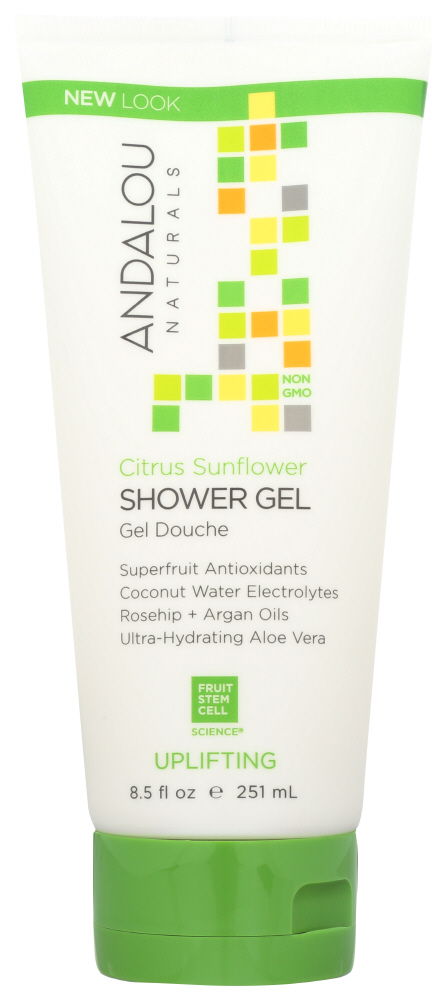 NEW LOOK
ANDALOU
NATURALS
NON
GMO
Citrus Sunflower
SHOWER GEL
Gel Douche
Superfruit Antioxidants
Coconut Water Electrolytes
Rosehip + Argan Oils
Ultra-Hydrating Aloe Vera
FRUIT
STEM
CELL
SCIENCE®
UPLIFTING
8.5 fl oz ℮ 251 mL